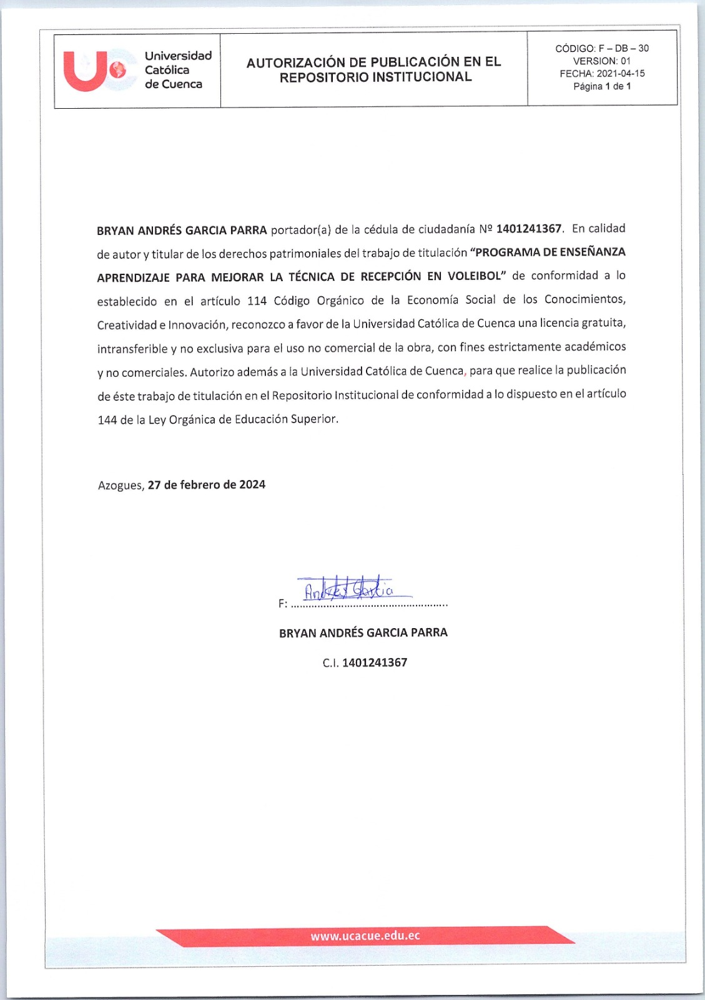 Universidad
Católica
de Cuenca
AUTORIZACIÓN DE PUBLICACIÓN EN EL
REPOSITORIO INSTITUCIONAL
CÓDIGO: F – DB – 30
VERSION: 01
FECHA: 2021-04-15
Página 1 de 1
BRYAN ANDRÉS GARCIA PARRA portador(a) de la cédula de ciudadanía Nº 1401241367. En calidad
de autor y titular de los derechos patrimoniales del trabajo de titulación “PROGRAMA DE ENSEÑANZA
APRENDIZAJE PARA MEJORAR LA TÉCNICA DE RECEPCIÓN EN VOLEIBOL” de conformidad a lo
establecido en el artículo 114 Código Orgánico de la Economía Social de los Conocimientos,
Creatividad e Innovación, reconozco a favor de la Universidad Católica de Cuenca una licencia gratuita,
intransferible y no exclusiva para el uso no comercial de la obra, con fines estrictamente académicos
y no comerciales. Autorizo además a la Universidad Católica de Cuenca, para que realice la publicación
de éste trabajo de titulación en el Repositorio Institucional de conformidad a lo dispuesto en el artículo
144 de la Ley Orgánica de Educación Superior.
Azogues, 27 de febrero de 2024
Andrés Garcia
F: ....................................................
BRYAN ANDRÉS GARCIA PARRA
C.I. 1401241367
www.ucacue.edu.ec